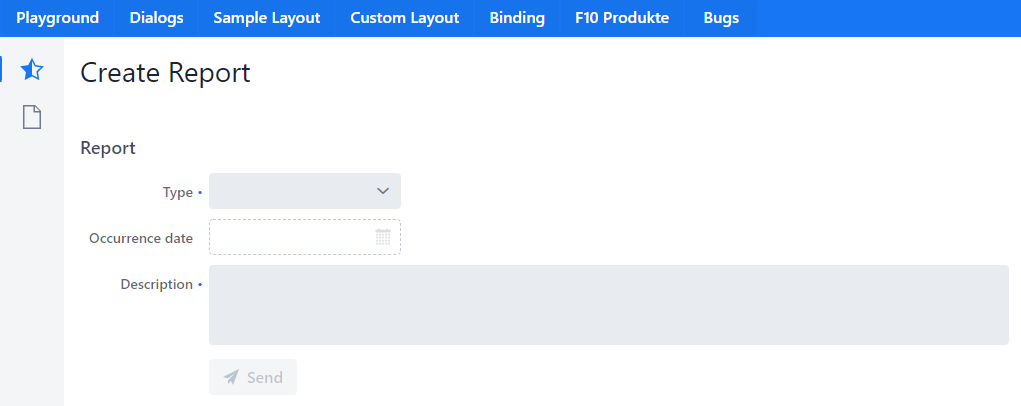 Playground Dialogs Sample Layout Custom Layout Binding F10 Produkte Bugs
Create Report
Report
Type •
Occurrence date
Description •
Send